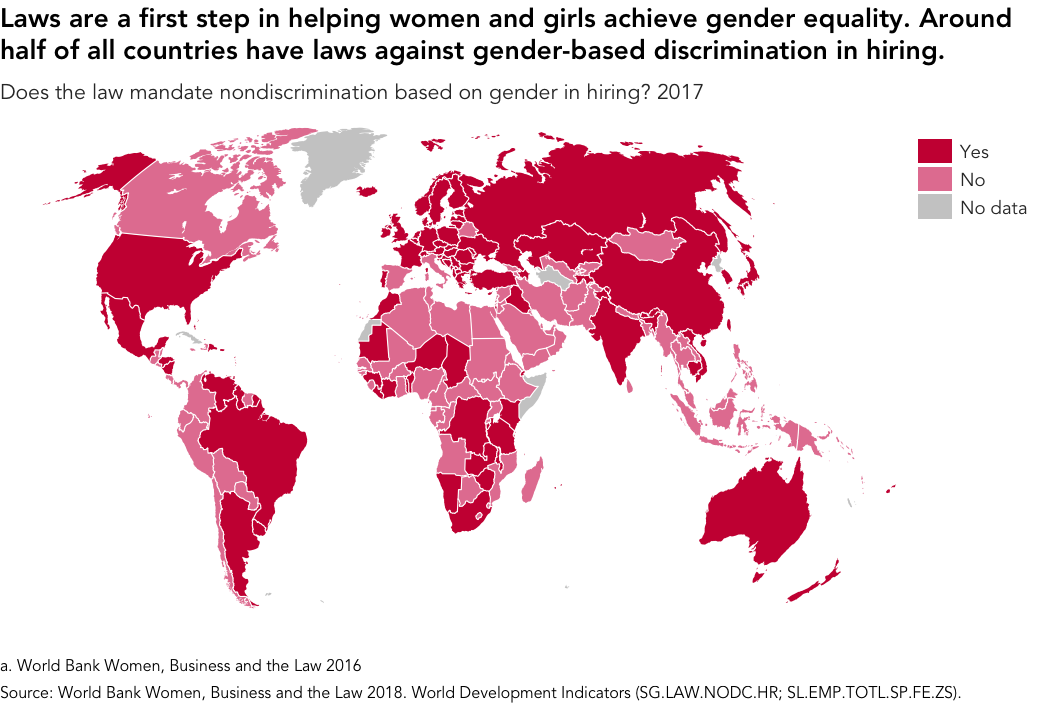 Laws are a first step in helping women and girls achieve gender equality. Around
half of all countries have laws against gender-based discrimination in hiring.
Does the law mandate nondiscrimination based on gender in hiring? 2017
Yes
No
No data
a. World Bank Women, Business and the Law 2016
Source: World Bank Women, Business and the Law 2018. World Development Indicators (SG.LAW.NODC.HR; SL.EMP.TOTL.SP.FE.ZS).